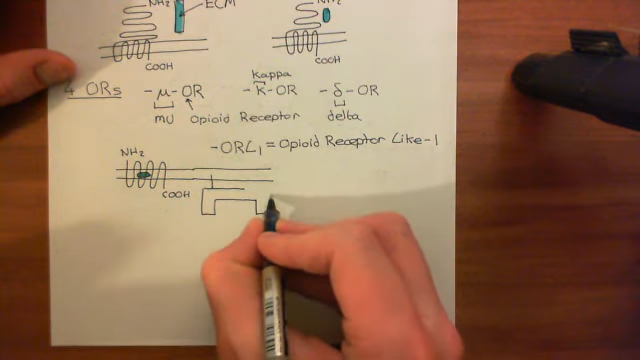 NH2
ECM
NH2
COOH
COOH
4 ORs
-μ-OR
mu Opioid Receptor
kappa
-K-OR
-δ-OR
delta
-ORL1 = Opioid Receptor Like-1
NH2
COOH